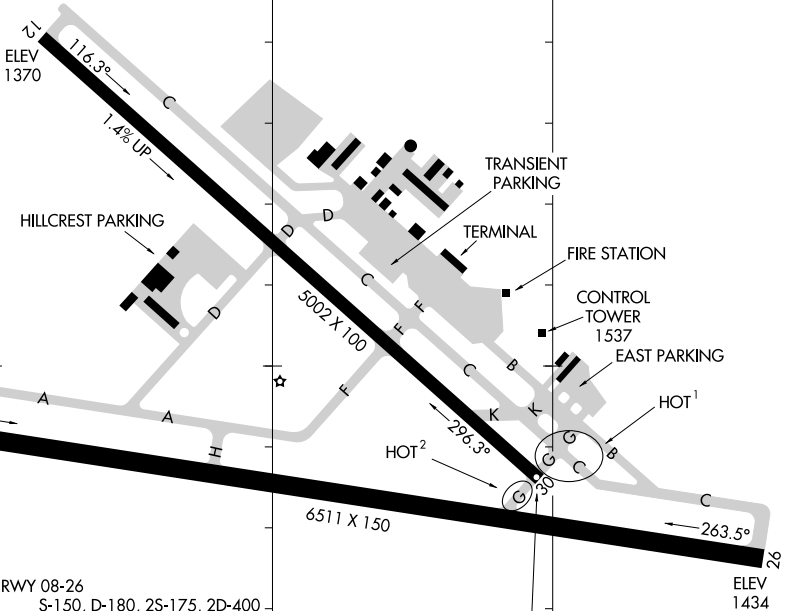 12
ELEV
1370
116.3°
C
1.4% UP
TRANSIENT
PARKING
HILLCREST PARKING
D
D
TERMINAL
FIRE STATION
D
C
F
5002 X 100
F
CONTROL
TOWER
1537
EAST PARKING
B
C
F
A
A
K
K
HOT1
296.3°
G
B
H
HOT2
G
C
G
30
C
6511 X 150
263.5°
26
RWY 08-26
S-150, D-180, 2S-175, 2D-400
ELEV
1434